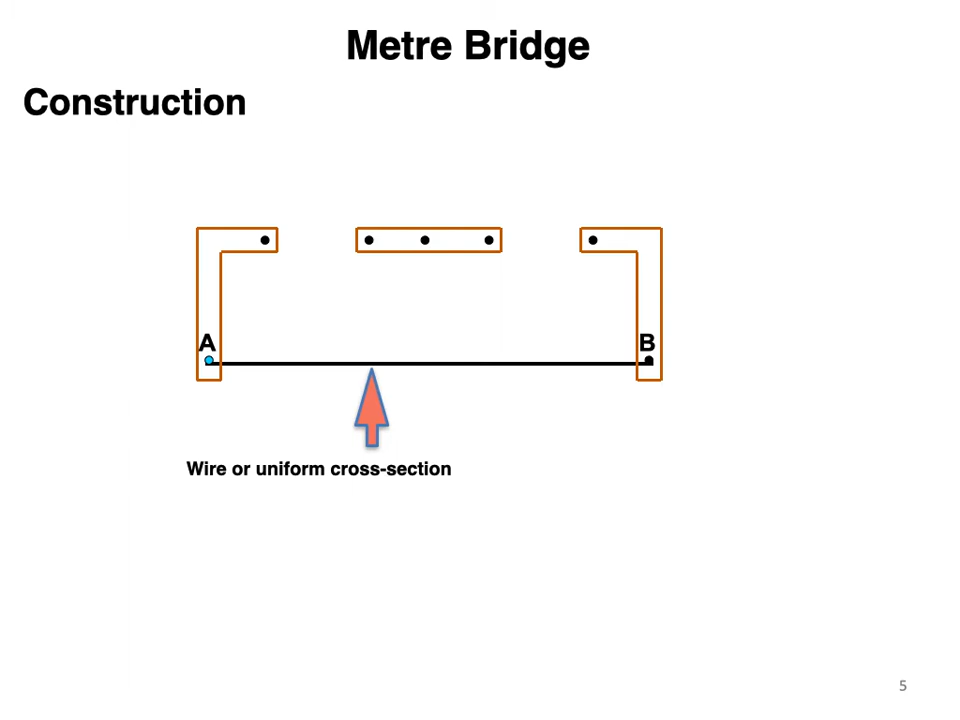 Metre Bridge
Construction
A
B
Wire or uniform cross-section
5